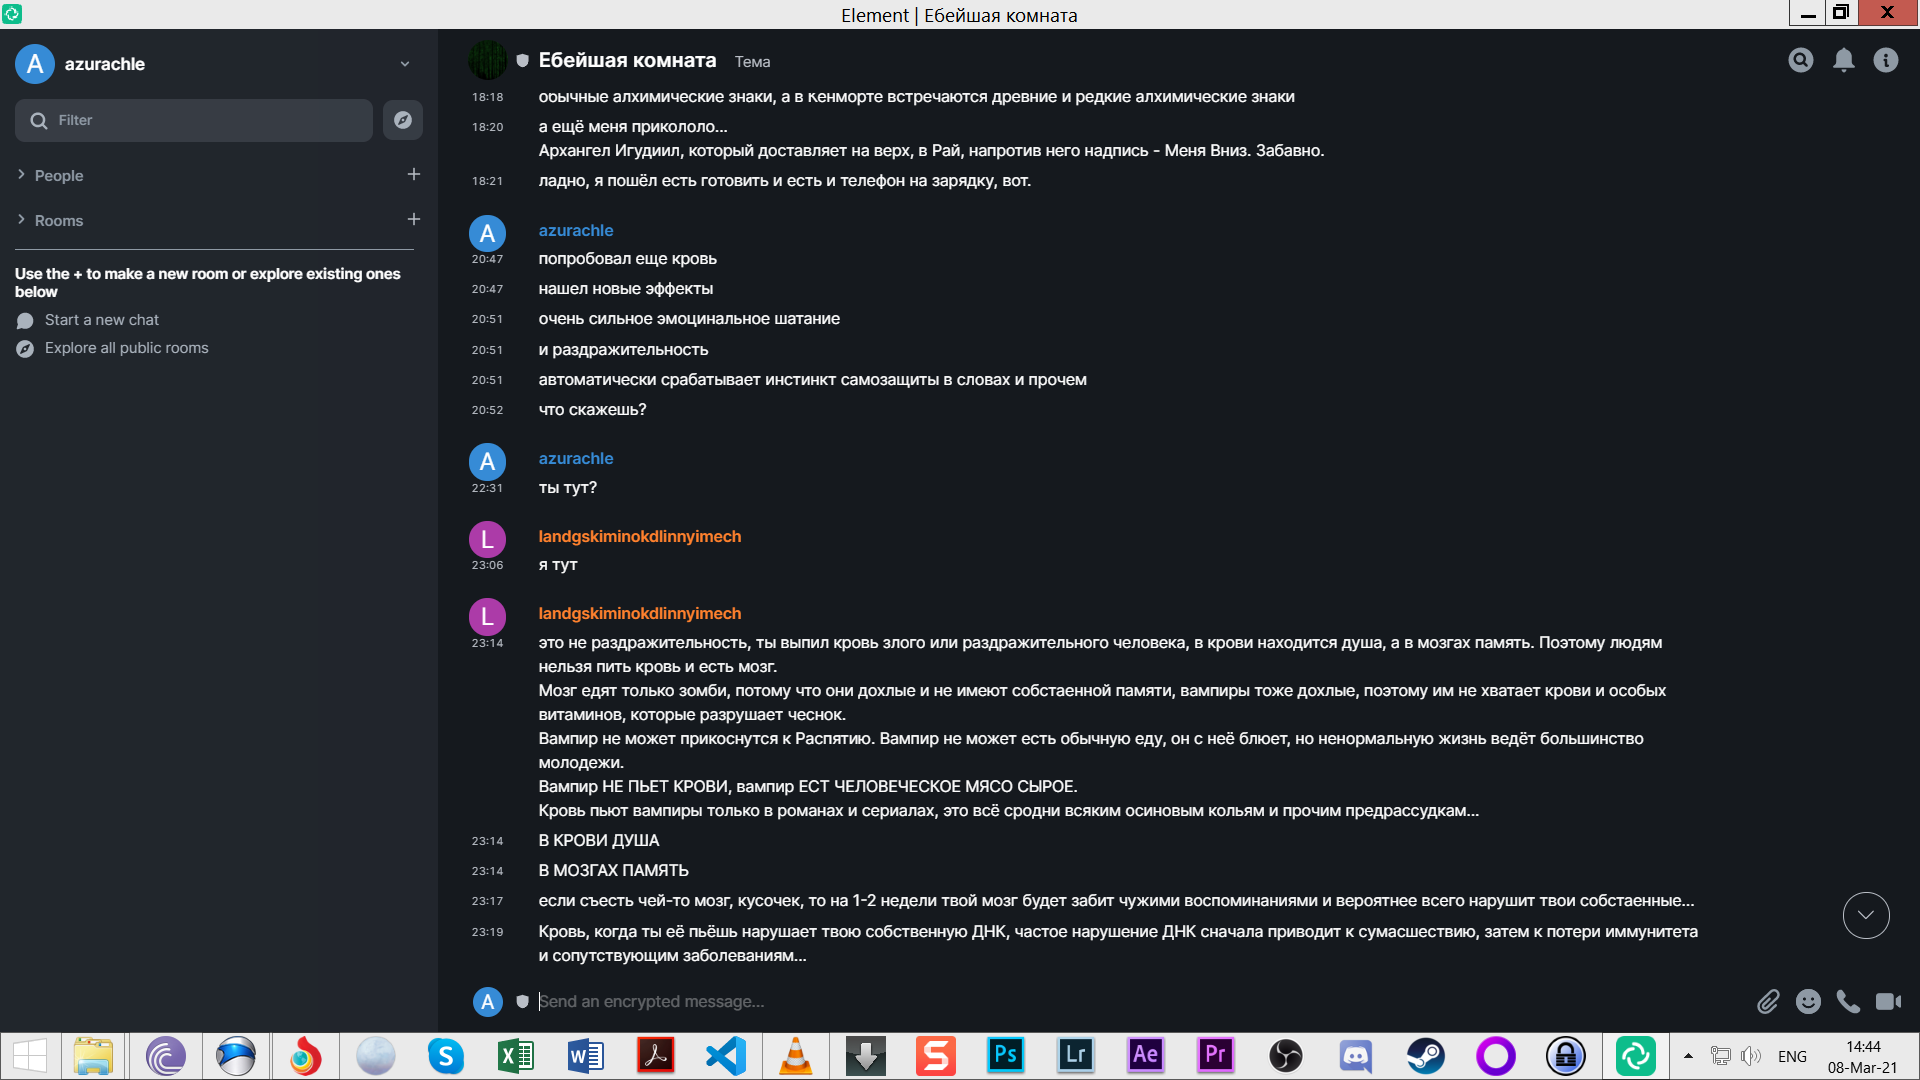 Element | Ебейшая комната
A azurachle
Filter
People
Rooms
Use the + to make a new room or explore existing ones
below
Start a new chat
Explore all public rooms
Ебейшая комната Тема
18:18 обычные алхимические знаки, а в Кенморте встречаются древние и редкие алхимические знаки
18:20 а ещё меня прикололо...
Архангел Игудиил, который доставляет на верх, в Рай, напротив него надпись - Меня Вниз. Забавно.
18:21 ладно, я пошёл есть готовить и есть и телефон на зарядку, вот.
A azurachle
20:47 попробовал еще кровь
20:47 нашел новые эффекты
20:51 очень сильное эмоцинальное шатание
20:51 и раздражительность
20:51 автоматически срабатывает инстинкт самозащиты в словах и прочем
20:52 что скажешь?
A azurachle
22:31 ты тут?
L landgskiminokdlinnyimech
23:06 я тут
L landgskiminokdlinnyimech
23:14 это не раздражительность, ты выпил кровь злого или раздражительного человека, в крови находится душа, а в мозгах память. Поэтому людям
нельзя пить кровь и есть мозг.
Мозг едят только зомби, потому что они дохлые и не имеют собстаенной памяти, вампиры тоже дохлые, поэтому им не хватает крови и особых
витаминов, которые разрушает чеснок.
Вампир не может прикоснутся к Распятию. Вампир не может есть обычную еду, он с неё блюет, но ненормальную жизнь ведёт большинство
молодежи.
Вампир НЕ ПЬЕТ КРОВИ, вампир ЕСТ ЧЕЛОВЕЧЕСКОЕ МЯСО СЫРОЕ.
Кровь пьют вампиры только в романах и сериалах, это всё сродни всяким осиновым кольям и прочим предрассудкам...
23:14 В КРОВИ ДУША
23:14 В МОЗГАХ ПАМЯТЬ
23:17 если съесть чей-то мозг, кусочек, то на 1-2 недели твой мозг будет забит чужими воспоминаниями и вероятнее всего нарушит твои собстаенные...
23:19 Кровь, когда ты её пьёшь нарушает твою собственную ДНК, частое нарушение ДНК сначала приводит к сумасшествию, затем к потери иммунитета
и сопутствующим заболеваниям...
A Send an encrypted message...
S X W S Ps Lr Ae Pr ENG 14:44
08-Mar-21